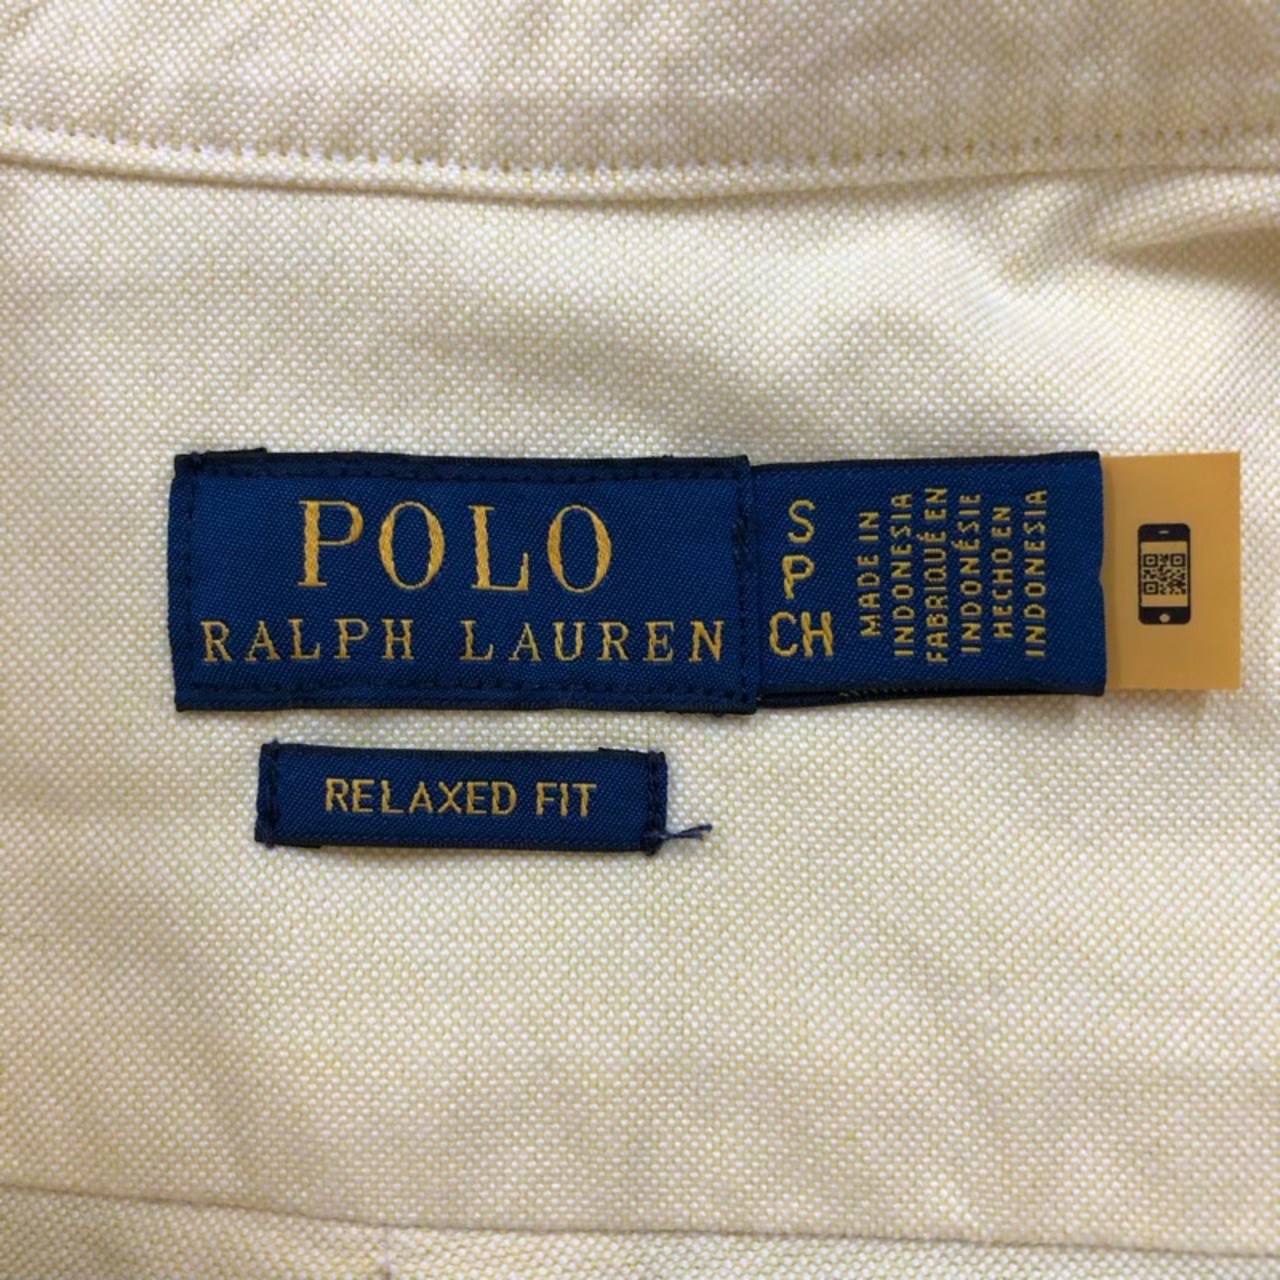 POLO
RALPH LAUREN
S
P
CH
MADE IN
INDONESIA
FABRIQUÉ EN
INDONÉSIE
HECHO EN
INDONESIA
RELAXED FIT